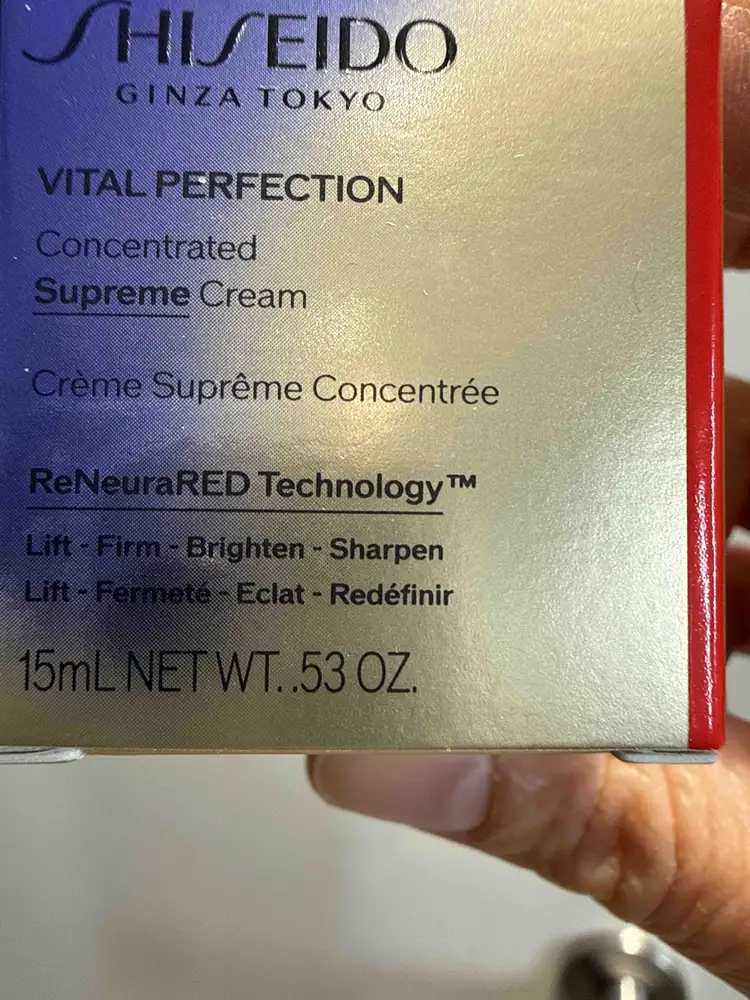 SHISEIDO
GINZA TOKYO
VITAL PERFECTION
Concentrated
Supreme Cream
Crème Suprême Concentrée
ReNeuraRED Technology™
Lift - Firm - Brighten - Sharpen
Lift - Fermeté - Eclat - Redéfinir
15mL NET WT. .53 OZ.